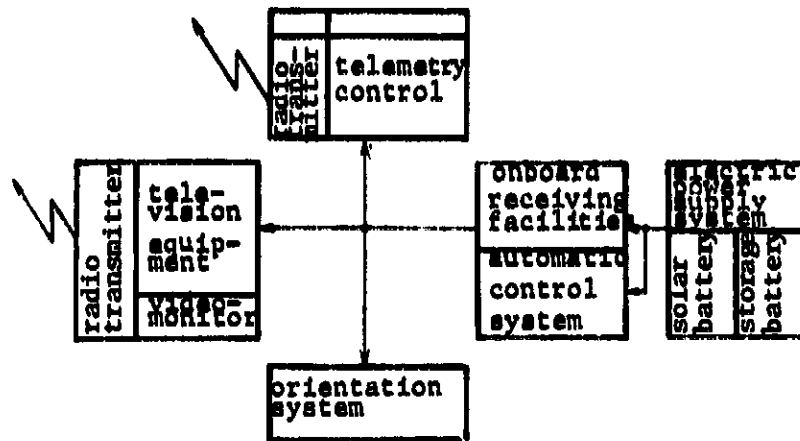 radio-
trans-
mitter
telemetry
control
radio
transmitter
tele-
vision
equip-
ment
video-
monitor
onboard
receiving
facilities
automatic
control
system
electric
power
supply
system
solar
battery
storage
battery
orientation
system